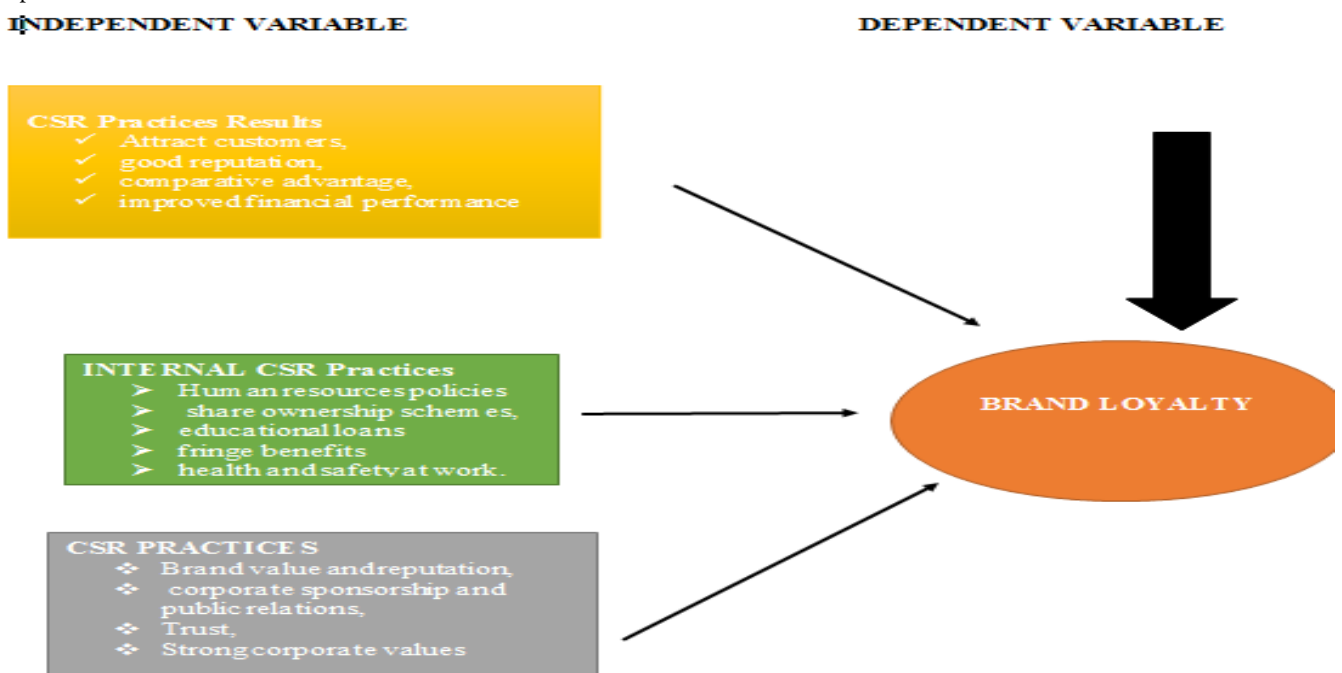 INDEPENDENT VARIABLE
DEPENDENT VARIABLE
CSR Practices Results
✓ Attract customers,
✓ good reputation,
✓ comparative advantage,
✓ improved financial performance
INTERNAL CSR Practices
➢ Human resources policies
➢ share ownership schemes,
➢ educational loans
➢ fringe benefits
➢ health and safety at work.
BRAND LOYALTY
CSR PRACTICES
❖ Brand value and reputation,
❖ corporate sponsorship and
public relations,
❖ Trust,
❖ Strong corporate values